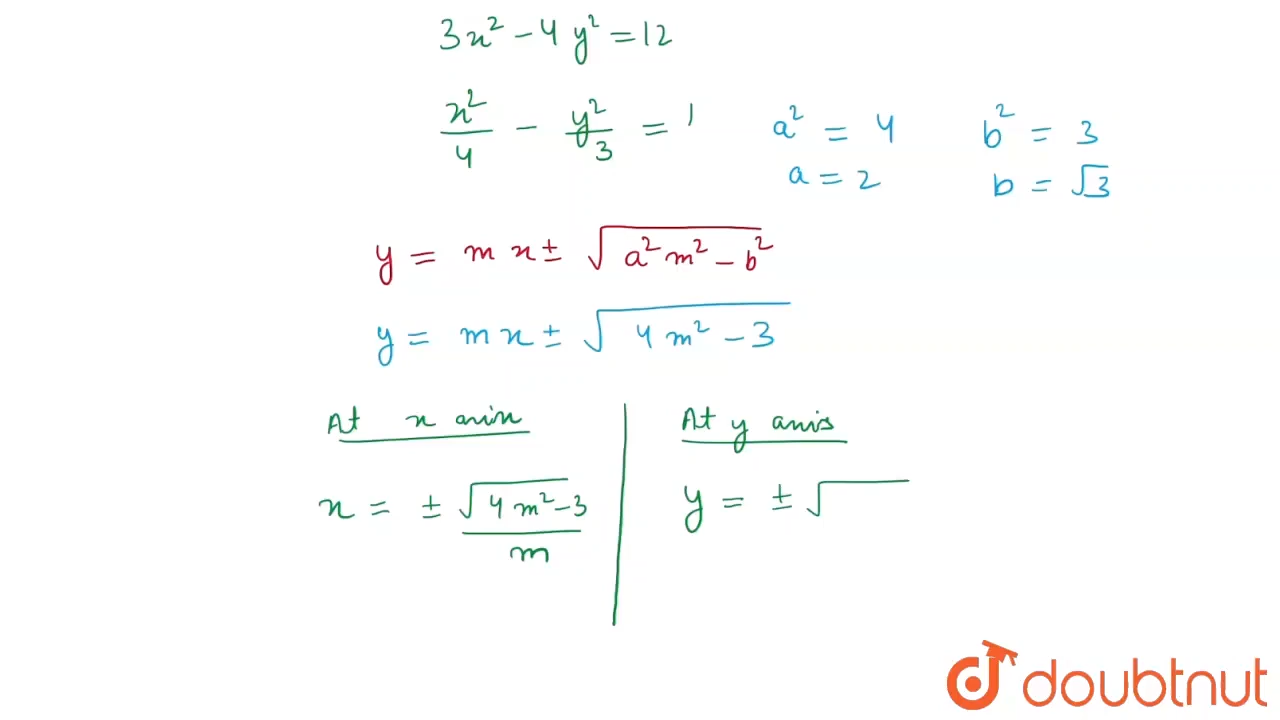 3x² - 4y² = 12
x²/4 - y²/3 = 1   a² = 4   b² = 3
a = 2   b = √3
y = mx ± √(a²m² - b²)
y = mx ± √(4m² - 3)
At x axis   At y axis
x = ± √(4m² - 3)/m   y = ± √
doubtnut